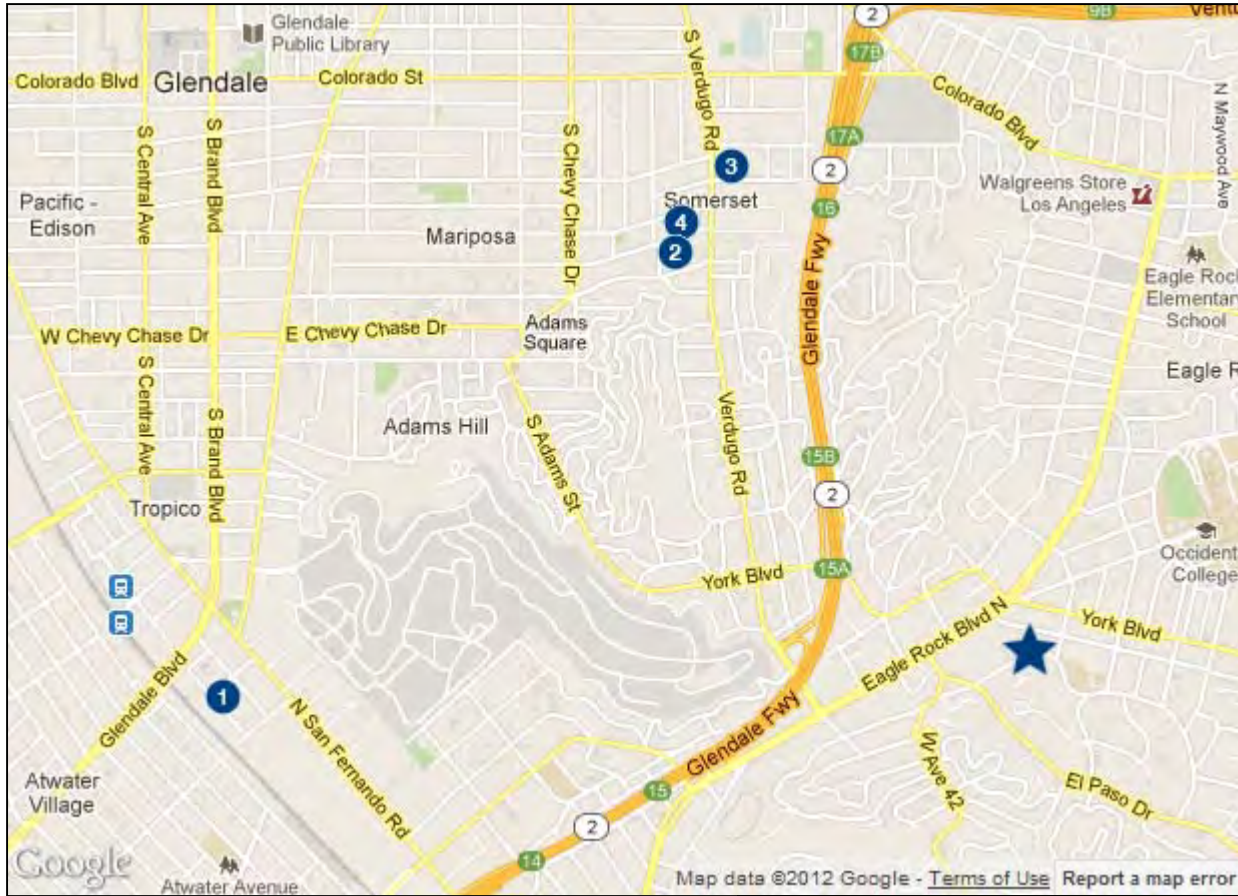 2
9B
Ventu
Glendale
Public Library
17B
S Verdugo Rd
Colorado Blvd
Glendale
Colorado St
Colorado Blvd
N Maywood Ave
S Central Ave
S Brand Blvd
S Chevy Chase Dr
17A
3
2
Walgreens Store
Los Angeles
Pacific -
Edison
Somerset
16
4
Mariposa
2
Glendale Fwy
Eagle Rock
Elementary
School
W Chevy Chase Dr
E Chevy Chase Dr
Adams
Square
Eagle R
S Central Ave
S Brand Blvd
Adams Hill
S Adams St
Verdugo Rd
15B
2
Tropico
Occident
College
York Blvd
15A
Eagle Rock Blvd N
York Blvd
1
Glendale Blvd
N San Fernando Rd
Glendale Fwy
W Ave 42
El Paso Dr
Atwater
Village
15
2
14
Google
Atwater Avenue
Map data ©2012 Google - Terms of Use
Report a map error